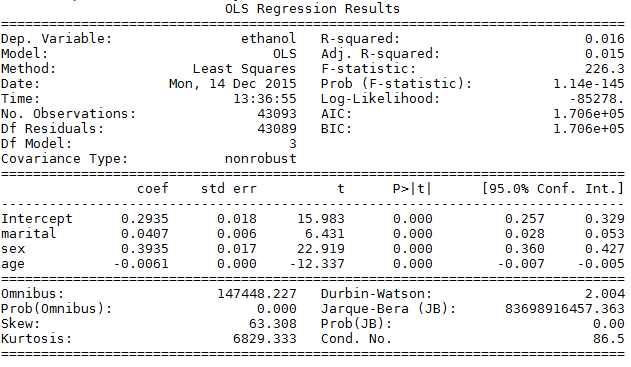 OLS Regression Results
==============================================================================
Dep. Variable: ethanol R-squared: 0.016
Model: OLS Adj. R-squared: 0.015
Method: Least Squares F-statistic: 226.3
Date: Mon, 14 Dec 2015 Prob (F-statistic): 1.14e-145
Time: 13:36:55 Log-Likelihood: -85278.
No. Observations: 43093 AIC: 1.706e+05
Df Residuals: 43089 BIC: 1.706e+05
Df Model: 3
Covariance Type: nonrobust
==============================================================================
coef std err t P>|t| [95.0% Conf. Int.]
------------------------------------------------------------------------------
Intercept 0.2935 0.018 15.983 0.000 0.257 0.329
marital 0.0407 0.006 6.431 0.000 0.028 0.053
sex 0.3935 0.017 22.919 0.000 0.360 0.427
age -0.0061 0.000 -12.337 0.000 -0.007 -0.005
==============================================================================
Omnibus: 147448.227 Durbin-Watson: 2.004
Prob(Omnibus): 0.000 Jarque-Bera (JB): 83698916457.363
Skew: 63.308 Prob(JB): 0.00
Kurtosis: 6829.333 Cond. No. 86.5
==============================================================================